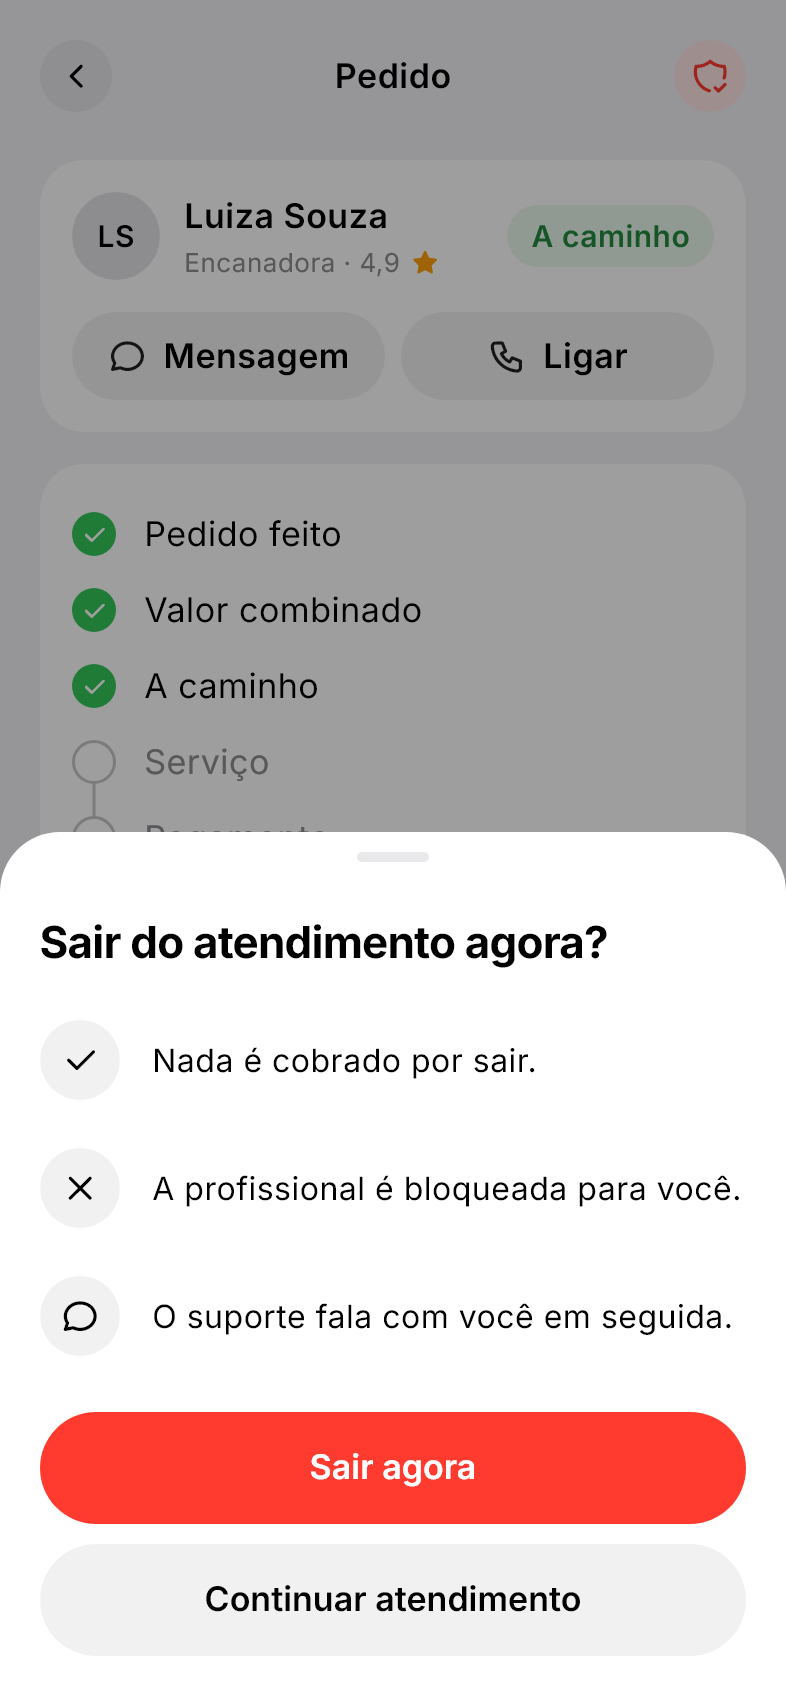 Pedido
LS
Luiza Souza
Encanadora · 4,9
A caminho
Mensagem
Ligar
Pedido feito
Valor combinado
A caminho
Serviço
Sair do atendimento agora?
Nada é cobrado por sair.
A profissional é bloqueada para você.
O suporte fala com você em seguida.
Sair agora
Continuar atendimento